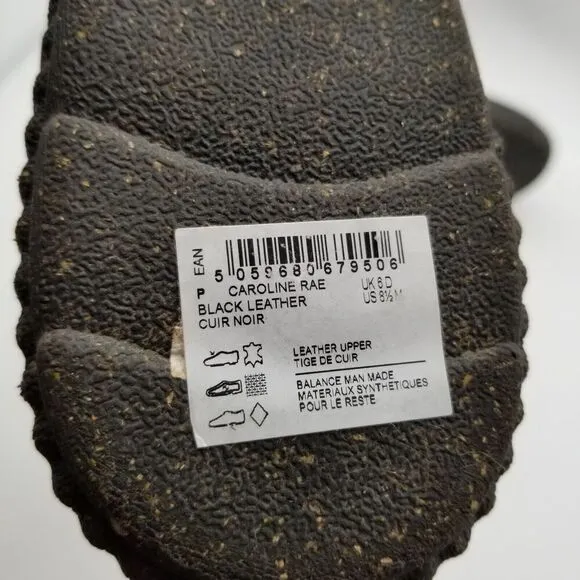 EAN
5 059680 679506
P CAROLINE RAE UK 6 D
BLACK LEATHER US 8½ M
CUIR NOIR
LEATHER UPPER
TIGE DE CUIR
BALANCE MAN MADE
MATERIAUX SYNTHETIQUES
POUR LE RESTE